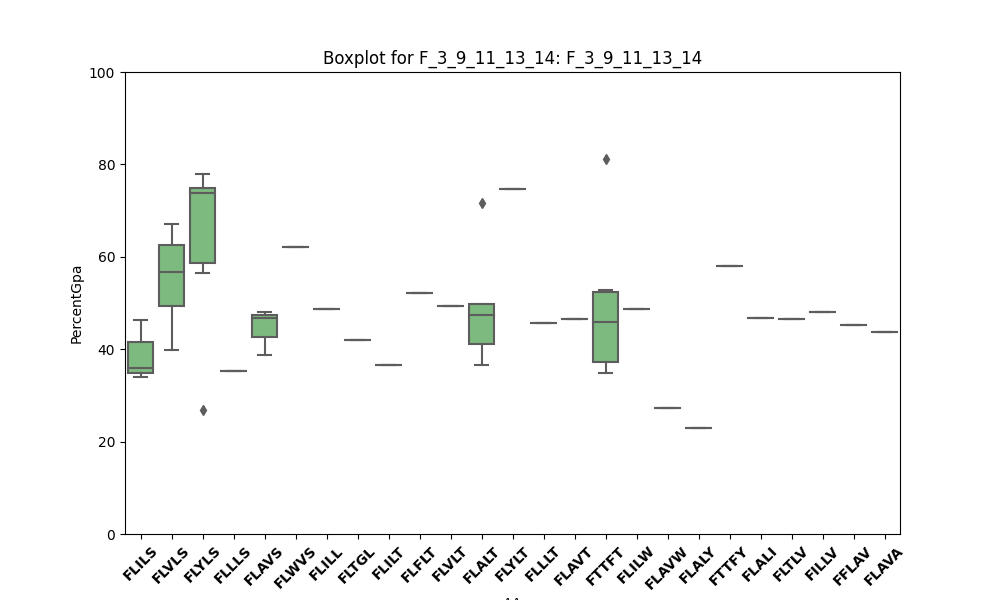 Boxplot for F_3_9_11_13_14: F_3_9_11_13_14
100
80
60
40
20
0
PercentGpa
FLILS FLVLS FLYLS FLLLS FLAVS FLWVS FLILL FLTGL FLILT FLFLT FLVLT FLALT FLYLT FLLLT FLAVT FTTFT FLILW FLAVW FLALY FTTFY FLALI FLTLV FILLV FFLAV FLAVA